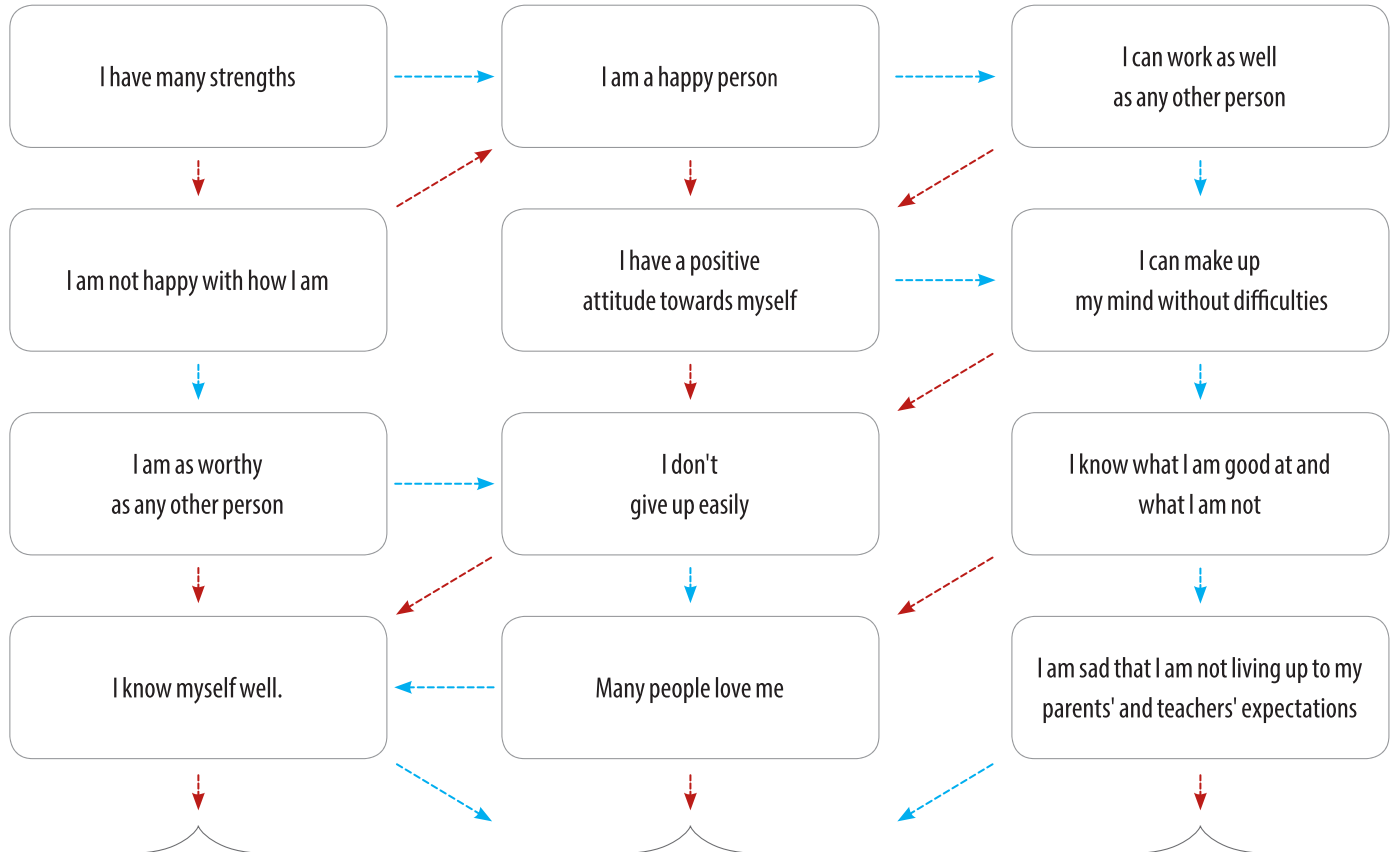 I have many strengths
I am a happy person
I can work as well
as any other person
I am not happy with how I am
I have a positive
attitude towards myself
I can make up
my mind without difficulties
I am as worthy
as any other person
I don't
give up easily
I know what I am good at and
what I am not
I know myself well.
Many people love me
I am sad that I am not living up to my
parents' and teachers' expectations